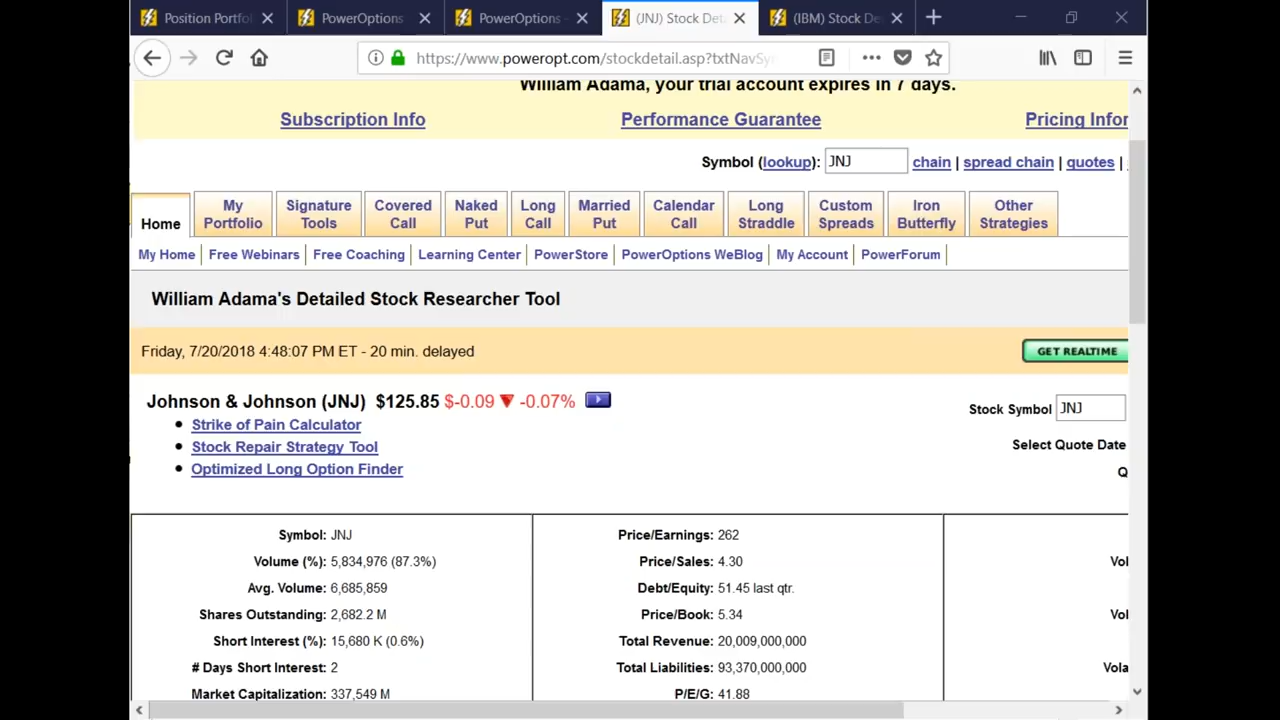 Position Portfo
PowerOptions
PowerOptions -
(JNJ) Stock Det
(IBM) Stock De
https://www.poweropt.com/stockdetail.asp?txtNavSy
William Adama, your trial account expires in 7 days.
Subscription Info
Performance Guarantee
Pricing Infor
Symbol (lookup): JNJ chain | spread chain | quotes |
Home
My Portfolio
Signature Tools
Covered Call
Naked Put
Long Call
Married Put
Calendar Call
Long Straddle
Custom Spreads
Iron Butterfly
Other Strategies
My Home | Free Webinars | Free Coaching | Learning Center | PowerStore | PowerOptions WeBlog | My Account | PowerForum |
William Adama's Detailed Stock Researcher Tool
Friday, 7/20/2018 4:48:07 PM ET - 20 min. delayed
GET REALTIME
Johnson & Johnson (JNJ) $125.85 $-0.09 ▼ -0.07%
• Strike of Pain Calculator
• Stock Repair Strategy Tool
• Optimized Long Option Finder
Stock Symbol JNJ
Select Quote Date
Q
Symbol: JNJ
Volume (%): 5,834,976 (87.3%)
Avg. Volume: 6,685,859
Shares Outstanding: 2,682.2 M
Short Interest (%): 15,680 K (0.6%)
# Days Short Interest: 2
Market Capitalization: 337,549 M
Price/Earnings: 262
Price/Sales: 4.30
Debt/Equity: 51.45 last qtr.
Price/Book: 5.34
Total Revenue: 20,009,000,000
Total Liabilities: 93,370,000,000
P/E/G: 41.88
Vol
Vol
Vola